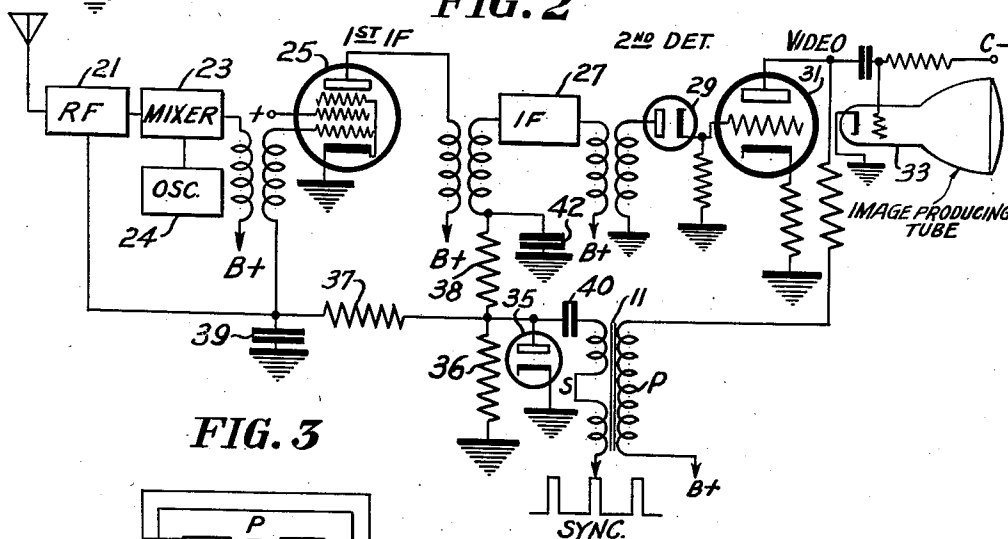 FIG. 2
1ST IF
2ND DET.
VIDEO
C-
21
23
25
27
29
31
RF
MIXER
+
IF
OSC.
24
B+
B+
42
B+
33
IMAGE PRODUCING
TUBE
37
38
35
40
11
39
36
S
P
B+
SYNC.
FIG. 3
P